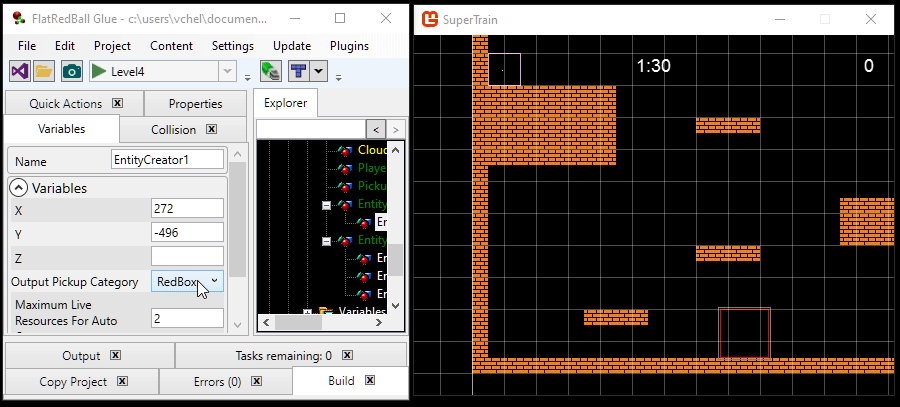 FlatRedBall Glue - c:\users\vchel\documen...
File Edit Project Content Settings Update Plugins
Level4
Quick Actions Properties
Variables Collision
Name EntityCreator1
Variables
X 272
Y -496
Z
Output Pickup Category RedBox
Maximum Live
Resources For Auto
2
Explorer
< >
Cloud
Player
Pickup
Entity
En
Entity
En
En
En
Variables
Output Tasks remaining: 0
Copy Project Errors (0) Build
SuperTrain
1:30 0